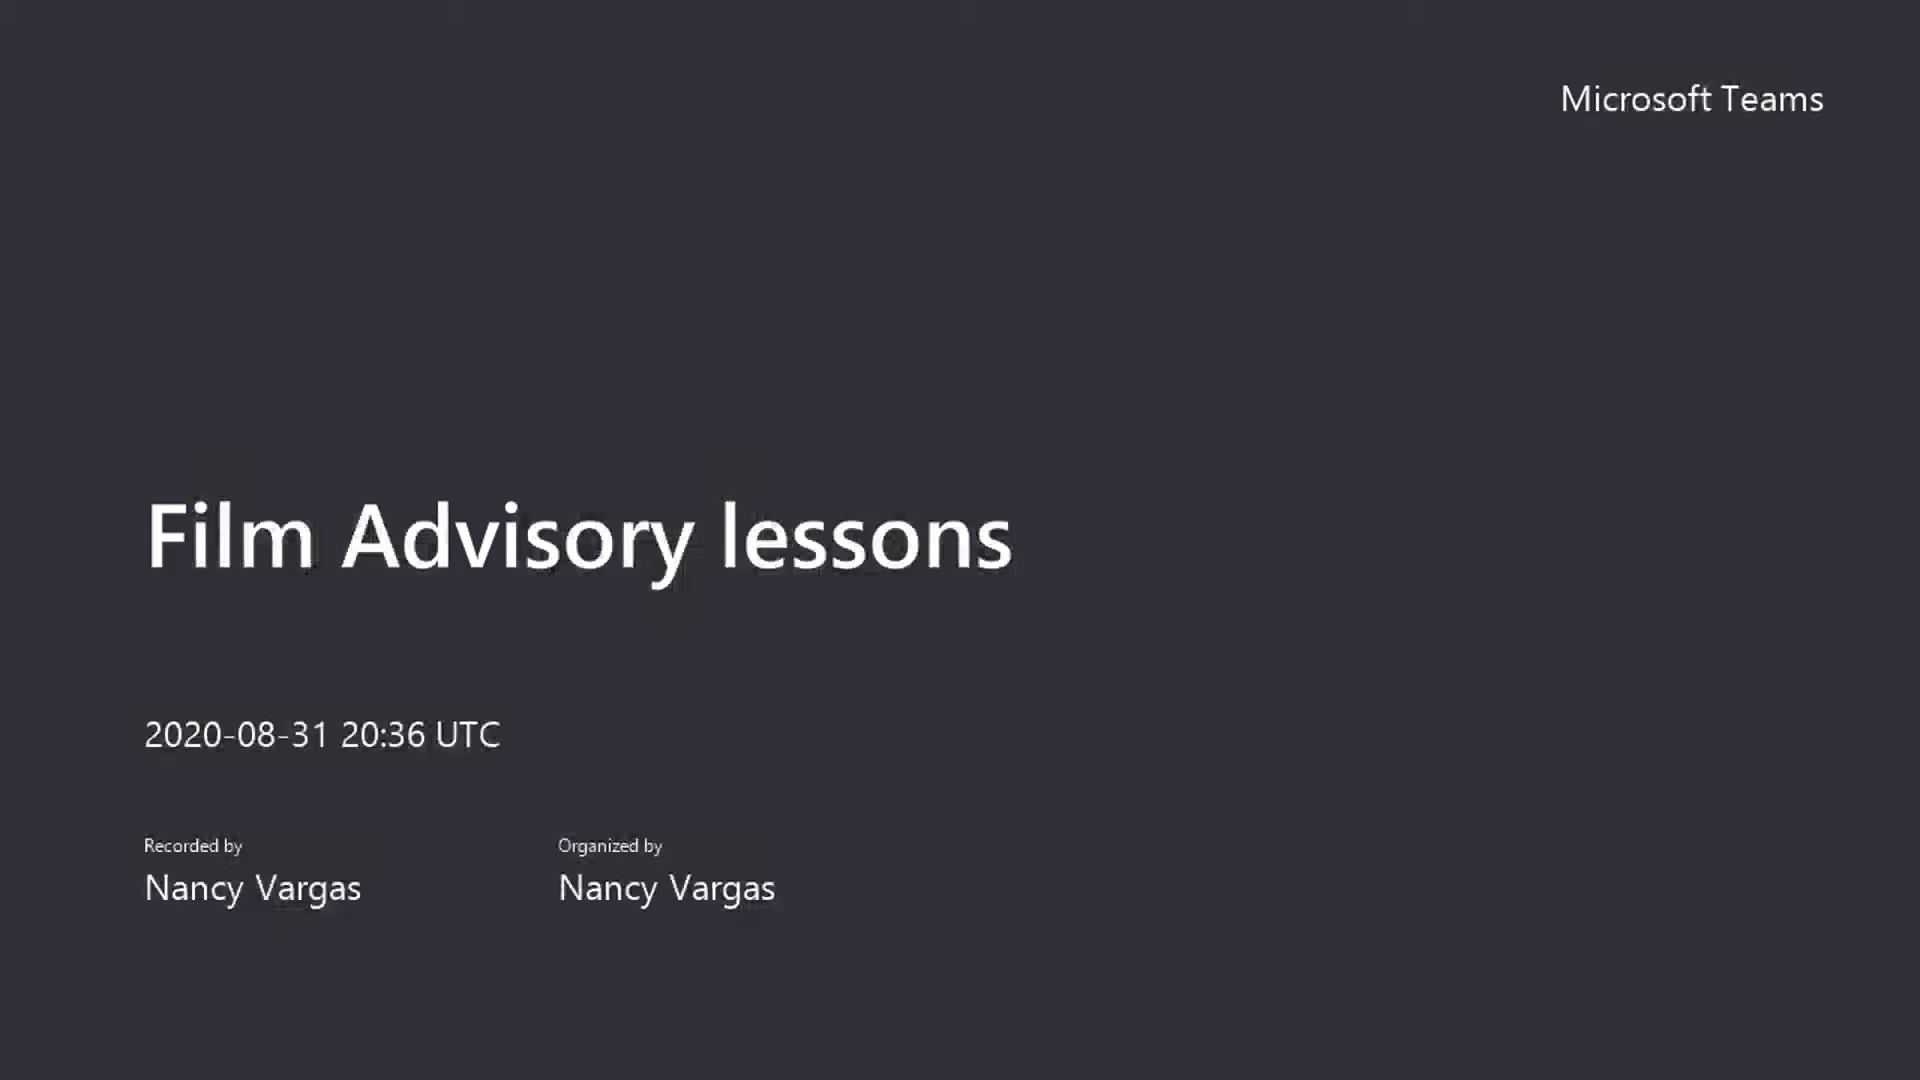 Microsoft Teams
Film Advisory lessons
2020-08-31 20:36 UTC
Recorded by
Nancy Vargas
Organized by
Nancy Vargas